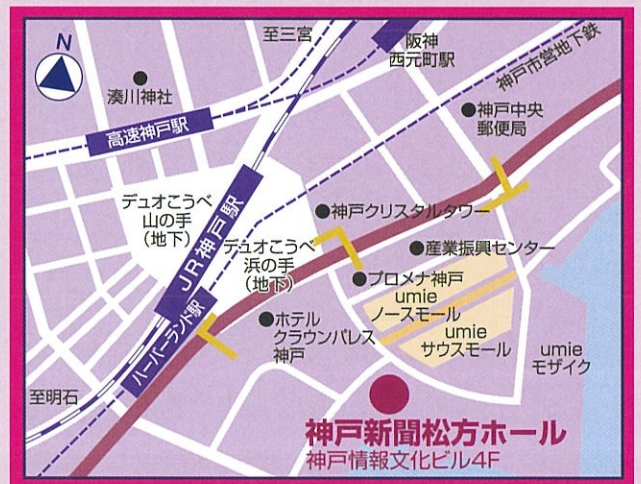 N
至三宮
阪神
西元町駅
神戸市営地下鉄
湊川神社
高速神戸駅
神戸中央
郵便局
デュオこうべ
山の手
(地下)
JR神戸駅
神戸クリスタルタワー
デュオこうべ
浜の手
(地下)
産業振興センター
プロメナ神戸
umie
ノースモール
umie
サウスモール
umie
モザイク
ハーバーランド駅
ホテル
クラウンパレス
神戸
至明石
神戸新聞松方ホール
神戸情報文化ビル4F